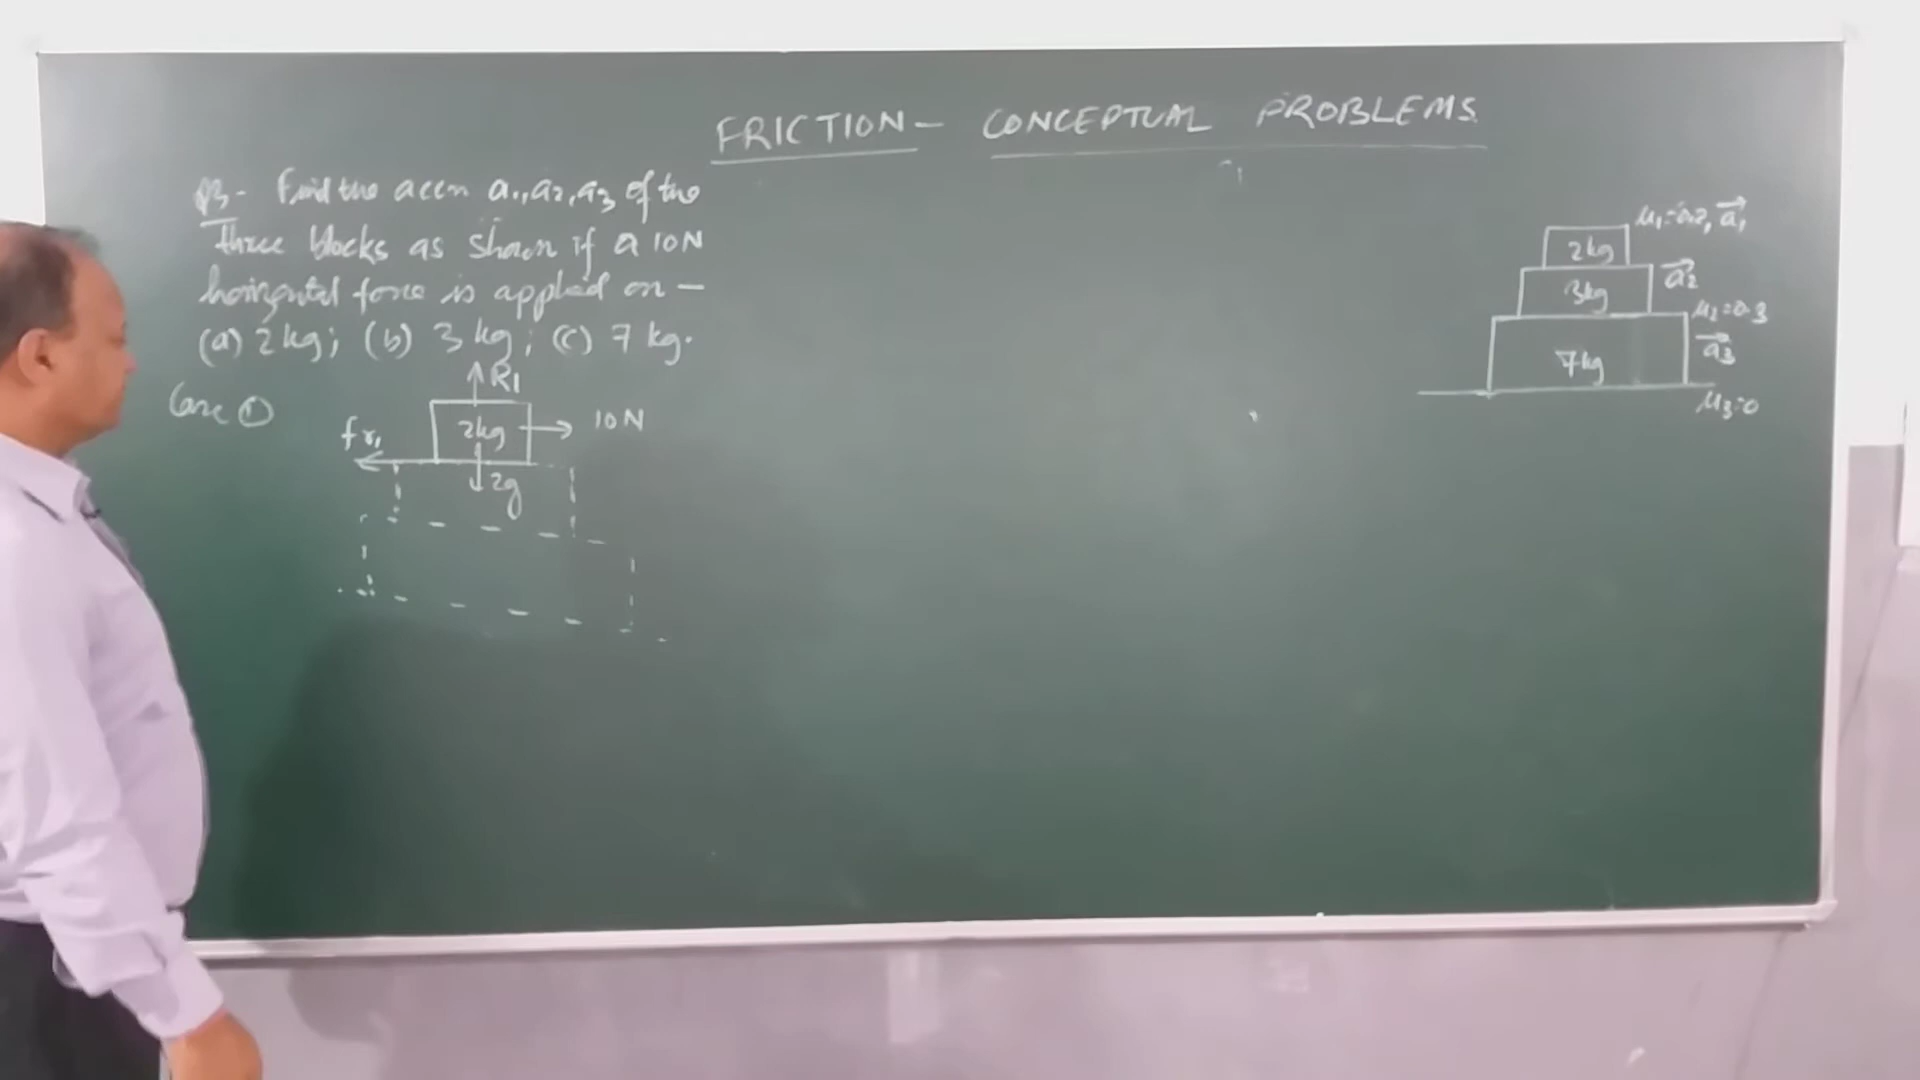 FRICTION - CONCEPTUAL PROBLEMS
Q3- Find the accn a1, a2, a3 of the
three blocks as shown if a 10N
horizontal force is applied on —
(a) 2kg; (b) 3 kg; (c) 7 kg.
Case ①
R1
fr1
2kg
10N
2g
μ1=0.2, a1
2kg
a2
3kg
μ2=0.3
a3
7kg
μ3=0